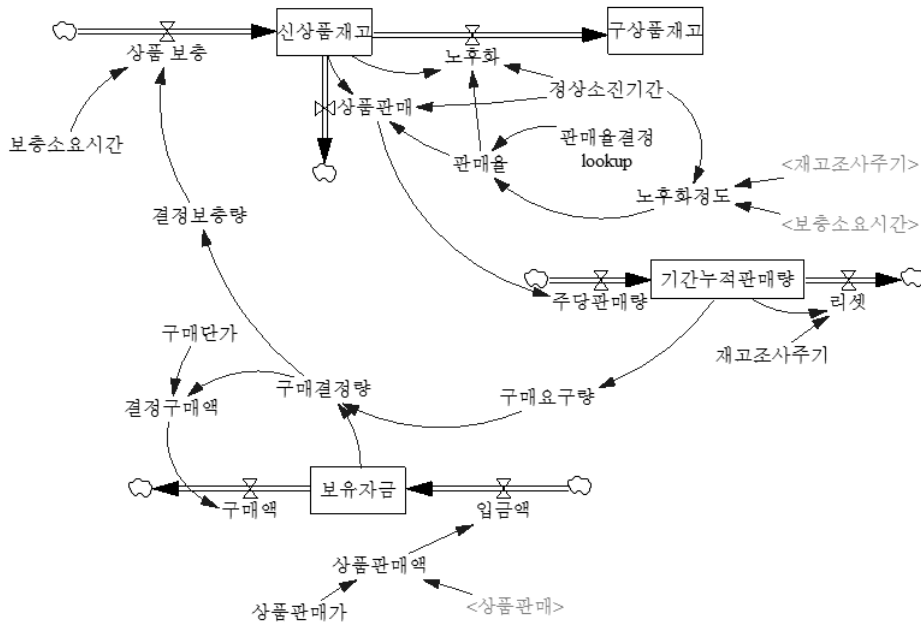 신상품재고
구상품재고
상품 보충
노후화
정상소진기간
상품판매
보충소요시간
판매율결정
lookup
판매율
<재고조사주기>
노후화정도
<보충소요시간>
결정보충량
기간누적판매량
주당판매량
리셋
구매단가
재고조사주기
구매결정량
구매요구량
결정구매액
보유자금
구매액
입금액
상품판매액
상품판매가
<상품판매>